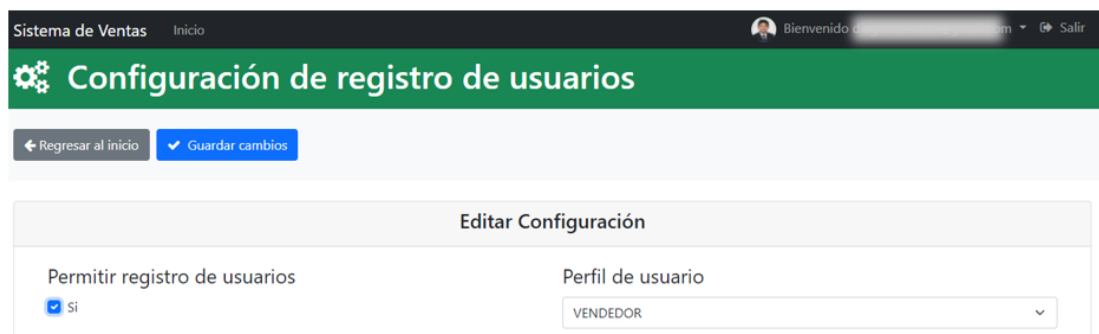 Sistema de Ventas Inicio Bienvenido Salir
Configuración de registro de usuarios
Regresar al inicio Guardar cambios
Editar Configuración
Permitir registro de usuarios Perfil de usuario
Si VENDEDOR